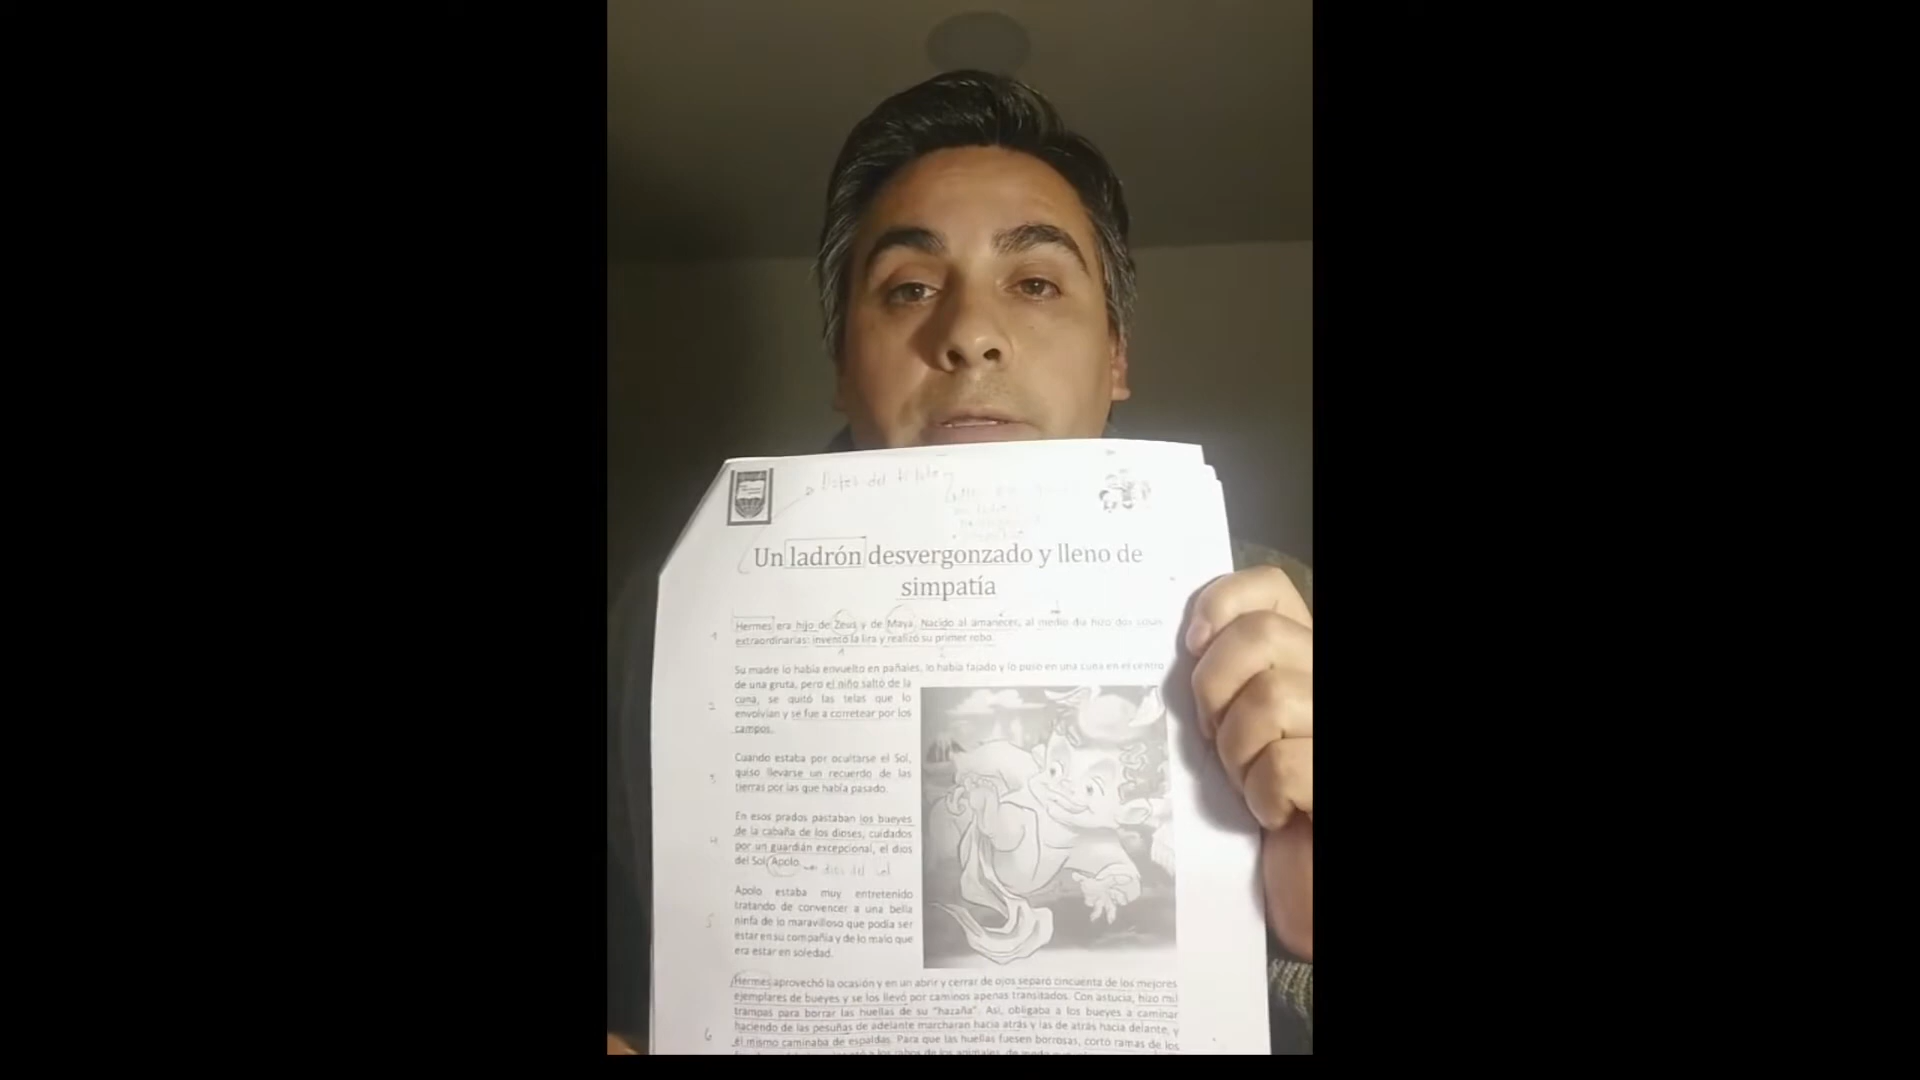 Datos del título
Un ladrón desvergonzado y lleno de
simpatía
1
Hermes era hijo de Zeus y de Maya. Nacido al amanecer, al medio día hizo dos cosas
extraordinarias: inventó la lira y realizó su primer robo.
Su madre lo había envuelto en pañales, lo había fajado y lo puso en una cuna en el centro
de una gruta, pero el niño saltó de la
cuna, se quitó las telas que lo
2
envolvían y se fue a corretear por los
campos.
Cuando estaba por ocultarse el Sol,
3
quiso llevarse un recuerdo de las
tierras por las que había pasado.
En esos prados pastaban los bueyes
de la cabaña de los dioses, cuidados
4
por un guardián excepcional, el dios
del Sol, Apolo. dios del sol
Apolo estaba muy entretenido
tratando de convencer a una bella
5
ninfa de lo maravilloso que podía ser
estar en su compañía y de lo malo que
era estar en soledad.
Hermes aprovechó la ocasión y en un abrir y cerrar de ojos separó cincuenta de los mejores
ejemplares de bueyes y se los llevó por caminos apenas transitados. Con astucia, hizo mil
trampas para borrar las huellas de su "hazaña". Así, obligaba a los bueyes a caminar
haciendo de las pesuñas de adelante marcharan hacia atrás y las de atrás hacia delante, y
6
él mismo caminaba de espaldas. Para que las huellas fuesen borrosas, cortó ramas de los